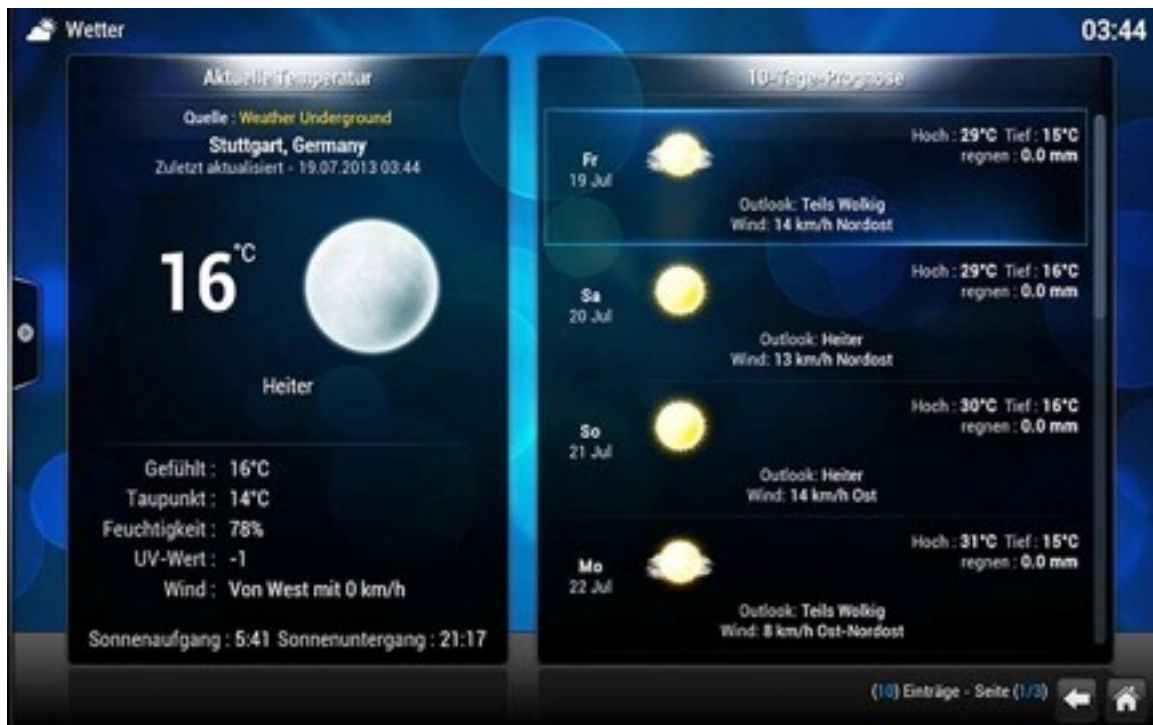 Wetter
03:44
Aktuelle Temperatur
Quelle : Weather Underground
Stuttgart, Germany
Zuletzt aktualisiert - 19.07.2013 03:44
16 °C
Heiter
Gefühlt : 16°C
Taupunkt : 14°C
Feuchtigkeit : 78%
UV-Wert : -1
Wind : Von West mit 0 km/h
Sonnenaufgang : 5:41 Sonnenuntergang : 21:17
10-Tage-Prognose
Fr
19 Jul
Hoch : 29°C Tief : 15°C
regnen : 0.0 mm
Outlook: Teils Wolkig
Wind: 14 km/h Nordost
Sa
20 Jul
Hoch : 29°C Tief : 16°C
regnen : 0.0 mm
Outlook: Heiter
Wind: 13 km/h Nordost
So
21 Jul
Hoch : 30°C Tief : 16°C
regnen : 0.0 mm
Outlook: Heiter
Wind: 14 km/h Ost
Mo
22 Jul
Hoch : 31°C Tief : 15°C
regnen : 0.0 mm
Outlook: Teils Wolkig
Wind: 8 km/h Ost-Nordost
(10) Einträge - Seite (1/3)